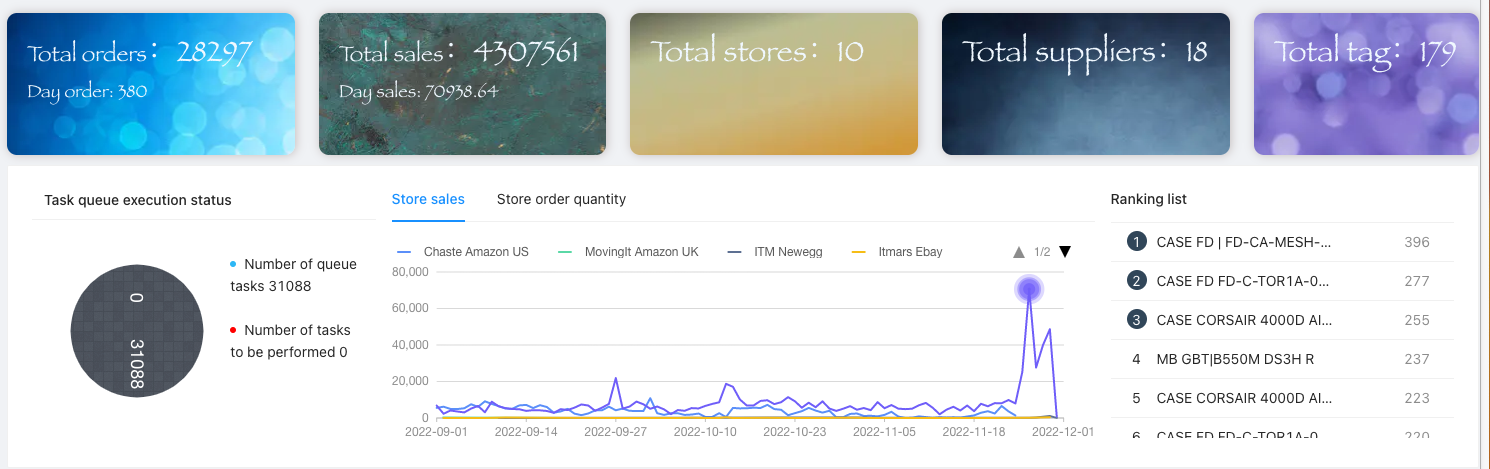 Total orders： 28297
Day order: 380
Total sales： 4307561
Day sales: 70938.64
Total stores： 10
Total suppliers： 18
Total tag： 179
Task queue execution status
0
31088
Number of queue
tasks 31088
Number of tasks
to be performed 0
Store sales
Store order quantity
Chaste Amazon US
MovingIt Amazon UK
ITM Newegg
Itmars Ebay
1/2
80,000
60,000
40,000
20,000
0
2022-09-01
2022-09-14
2022-09-27
2022-10-10
2022-10-23
2022-11-05
2022-11-18
2022-12-01
Ranking list
1 CASE FD | FD-CA-MESH-... 396
2 CASE FD FD-C-TOR1A-0... 277
3 CASE CORSAIR 4000D AI... 255
4 MB GBT|B550M DS3H R 237
5 CASE CORSAIR 4000D AI... 223
6 CASE FD FD-C-TOR1A-0... 220